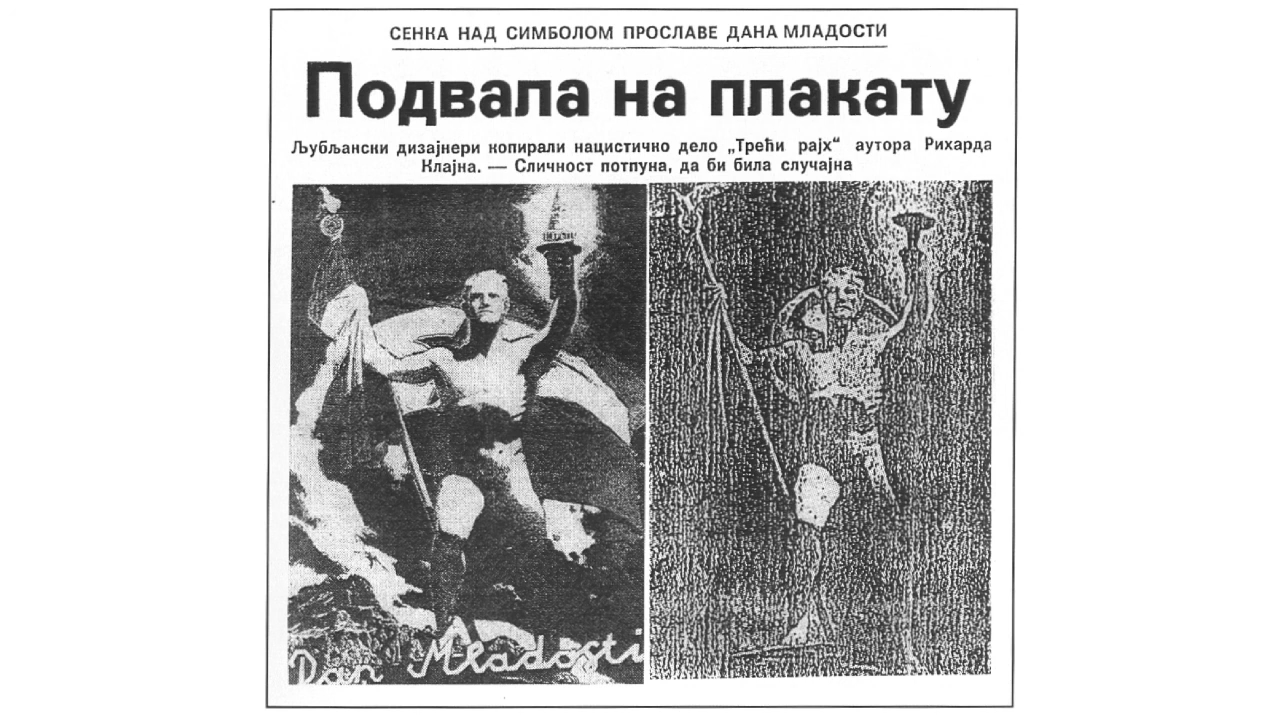 СЕНКА НАД СИМБОЛОМ ПРОСЛАВЕ ДАНА МЛАДОСТИ
Подвала на плакату
Љубљански дизајнери копирали нацистичко дело „Трећи рајх“ аутора Рихарда
Клајна. — Сличност потпуна, да би била случајна
Dan Mladosti